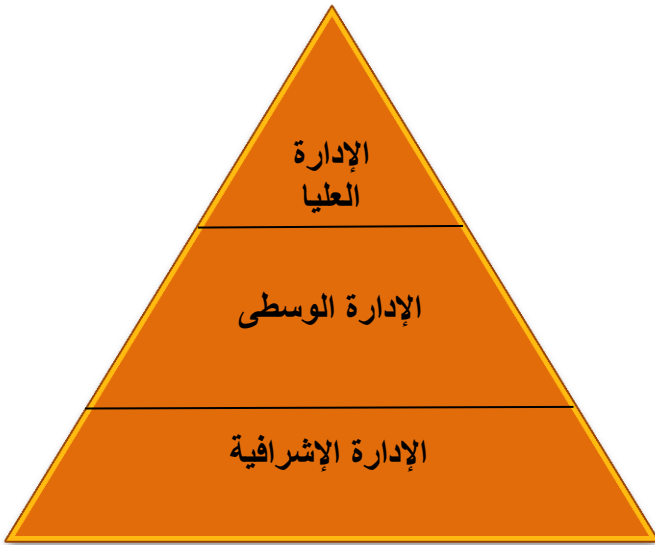 الإدارة
العليا
الإدارة الوسطى
الإدارة الإشرافية